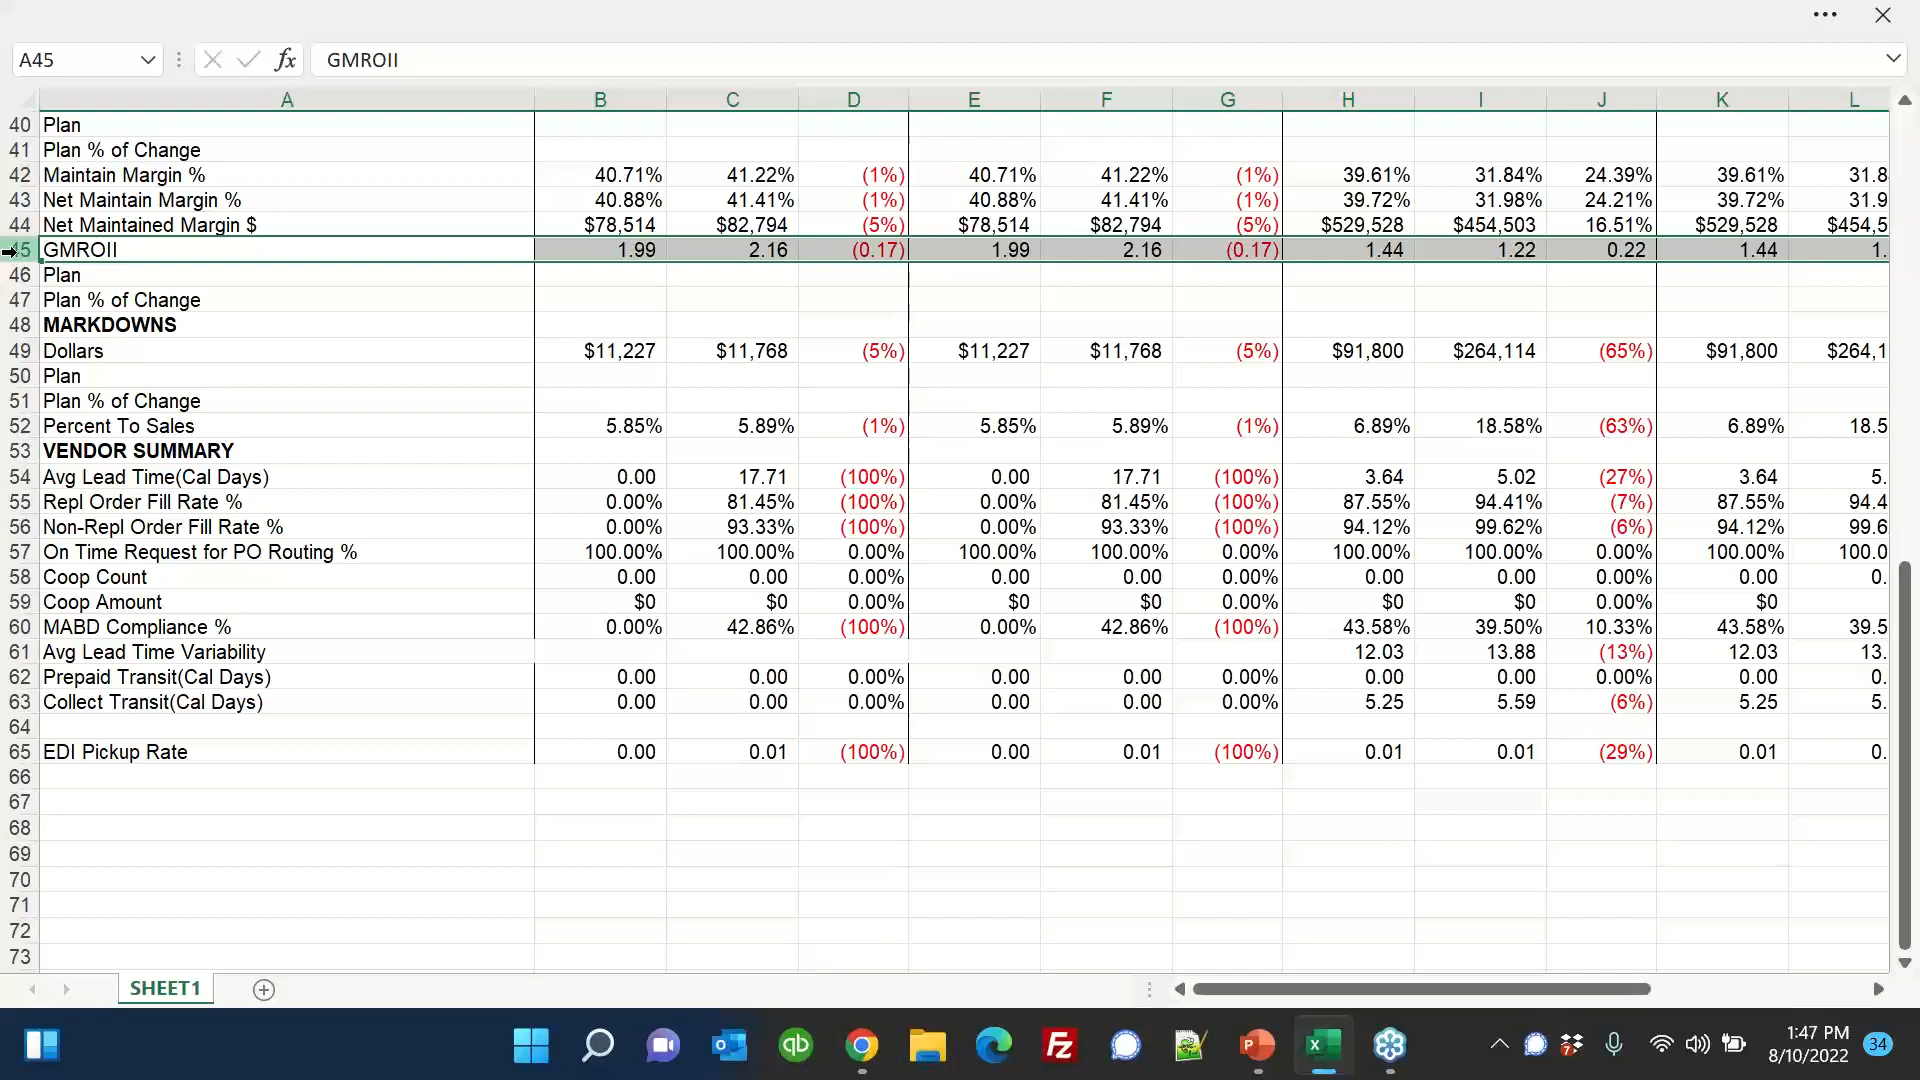 A45 fx GMROII
A B C D E F G H I J K L
40 Plan
41 Plan % of Change
42 Maintain Margin % 40.71% 41.22% (1%) 40.71% 41.22% (1%) 39.61% 31.84% 24.39% 39.61% 31.8
43 Net Maintain Margin % 40.88% 41.41% (1%) 40.88% 41.41% (1%) 39.72% 31.98% 24.21% 39.72% 31.9
44 Net Maintained Margin $ $78,514 $82,794 (5%) $78,514 $82,794 (5%) $529,528 $454,503 16.51% $529,528 $454,5
45 GMROII 1.99 2.16 (0.17) 1.99 2.16 (0.17) 1.44 1.22 0.22 1.44 1.
46 Plan
47 Plan % of Change
48 MARKDOWNS
49 Dollars $11,227 $11,768 (5%) $11,227 $11,768 (5%) $91,800 $264,114 (65%) $91,800 $264,1
50 Plan
51 Plan % of Change
52 Percent To Sales 5.85% 5.89% (1%) 5.85% 5.89% (1%) 6.89% 18.58% (63%) 6.89% 18.5
53 VENDOR SUMMARY
54 Avg Lead Time(Cal Days) 0.00 17.71 (100%) 0.00 17.71 (100%) 3.64 5.02 (27%) 3.64 5.
55 Repl Order Fill Rate % 0.00% 81.45% (100%) 0.00% 81.45% (100%) 87.55% 94.41% (7%) 87.55% 94.4
56 Non-Repl Order Fill Rate % 0.00% 93.33% (100%) 0.00% 93.33% (100%) 94.12% 99.62% (6%) 94.12% 99.6
57 On Time Request for PO Routing % 100.00% 100.00% 0.00% 100.00% 100.00% 0.00% 100.00% 100.00% 0.00% 100.00% 100.0
58 Coop Count 0.00 0.00 0.00% 0.00 0.00 0.00% 0.00 0.00 0.00% 0.00 0.
59 Coop Amount $0 $0 0.00% $0 $0 0.00% $0 $0 0.00% $0
60 MABD Compliance % 0.00% 42.86% (100%) 0.00% 42.86% (100%) 43.58% 39.50% 10.33% 43.58% 39.5
61 Avg Lead Time Variability 12.03 13.88 (13%) 12.03 13.
62 Prepaid Transit(Cal Days) 0.00 0.00 0.00% 0.00 0.00 0.00% 0.00 0.00 0.00% 0.00 0.
63 Collect Transit(Cal Days) 0.00 0.00 0.00% 0.00 0.00 0.00% 5.25 5.59 (6%) 5.25 5.
64
65 EDI Pickup Rate 0.00 0.01 (100%) 0.00 0.01 (100%) 0.01 0.01 (29%) 0.01 0.
66
67
68
69
70
71
72
73
SHEET1
1:47 PM
8/10/2022
34